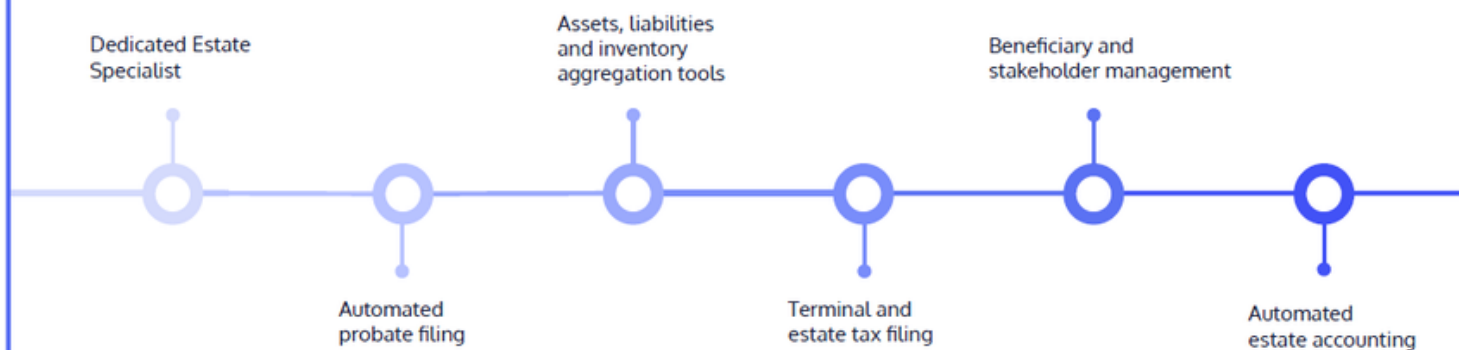 Dedicated Estate
Specialist
Automated
probate filing
Assets, liabilities
and inventory
aggregation tools
Terminal and
estate tax filing
Beneficiary and
stakeholder management
Automated
estate accounting